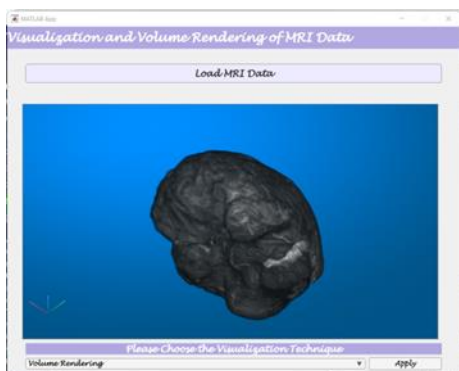 MATLAB App
Visualization and Volume Rendering of MRI Data
Load MRI Data
Please Choose the Visualization Technique
Volume Rendering
Apply